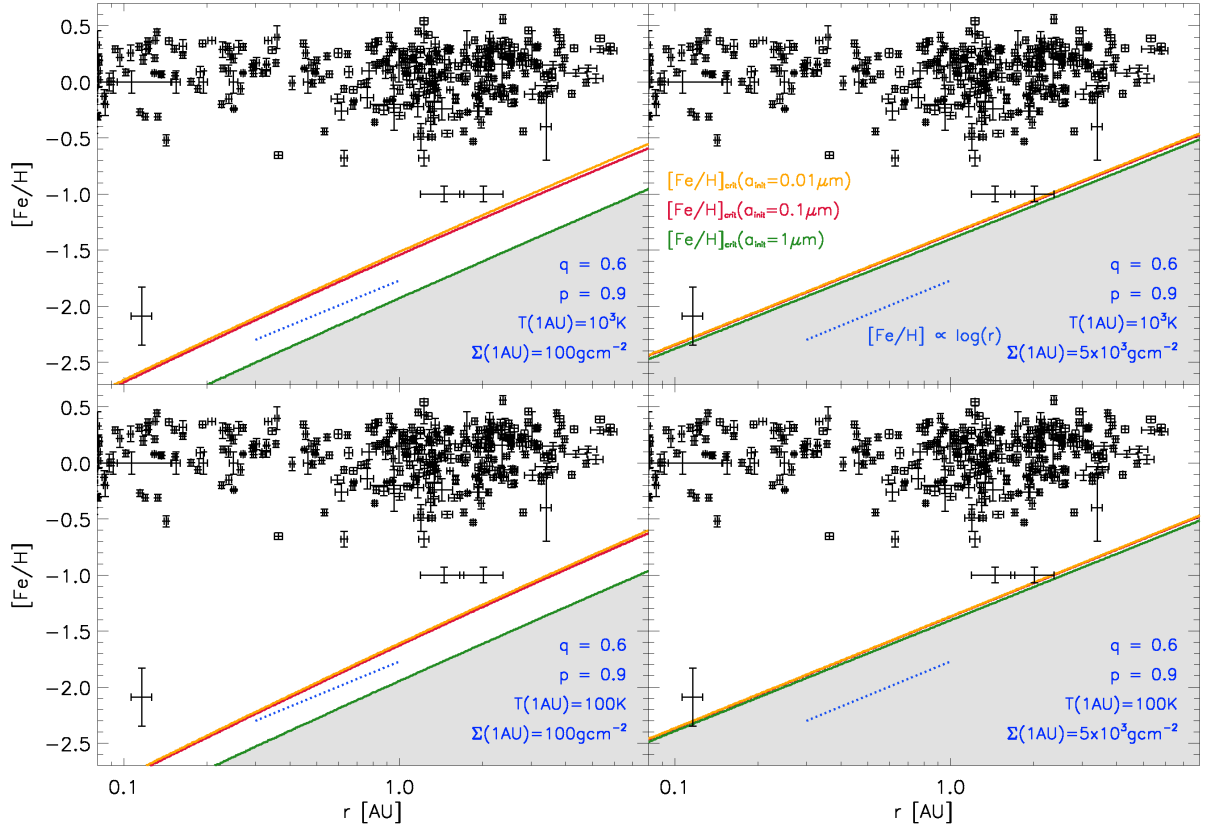 0.5
0.0
−0.5
−1.0
−1.5
−2.0
−2.5
[Fe/H]
q = 0.6
p = 0.9
T(1AU)=10³K
Σ(1AU)=100gcm⁻²
[Fe/H]crit(ainit=0.01μm)
[Fe/H]crit(ainit=0.1μm)
[Fe/H]crit(ainit=1μm)
q = 0.6
p = 0.9
T(1AU)=10³K
[Fe/H] ∝ log(r)
Σ(1AU)=5x10³gcm⁻²
0.5
0.0
−0.5
−1.0
−1.5
−2.0
−2.5
[Fe/H]
q = 0.6
p = 0.9
T(1AU)=100K
Σ(1AU)=100gcm⁻²
q = 0.6
p = 0.9
T(1AU)=100K
Σ(1AU)=5x10³gcm⁻²
0.1
1.0
0.1
1.0
r [AU]
r [AU]